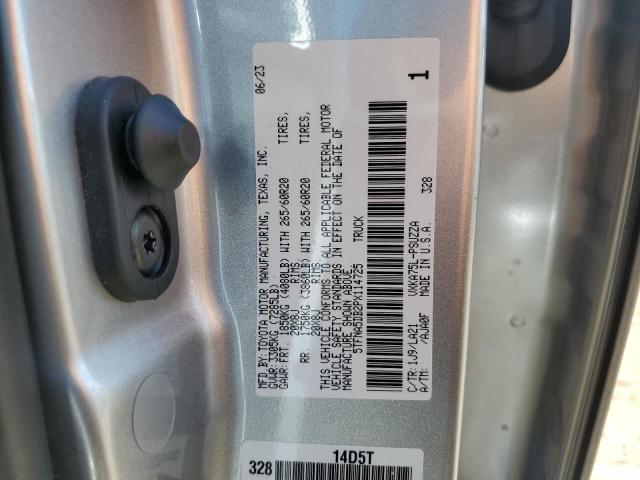 MFD.BY: TOYOTA MOTOR MANUFACTURING, TEXAS, INC. 06/23
GVWR: 3305KG (7285LB)
GAWR: FRT 1850KG (4080LB) WITH 265/60R20 TIRES,
20X8J RIMS,
RR. 1750KG (3860LB) WITH 265/60R20 TIRES,
20X8J RIMS
THIS VEHICLE CONFORMS TO ALL APPLICABLE FEDERAL MOTOR
VEHICLE SAFETY STANDARDS IN EFFECT ON THE DATE OF
MANUFACTURE SHOWN ABOVE.
5TFNA5DB2PX114725 TRUCK
C/TR: 1J9/LA21 VXKA75L-PSUZZA 328
A/TM: /AJA0F MADE IN U.S.A.
1
328 14D5T